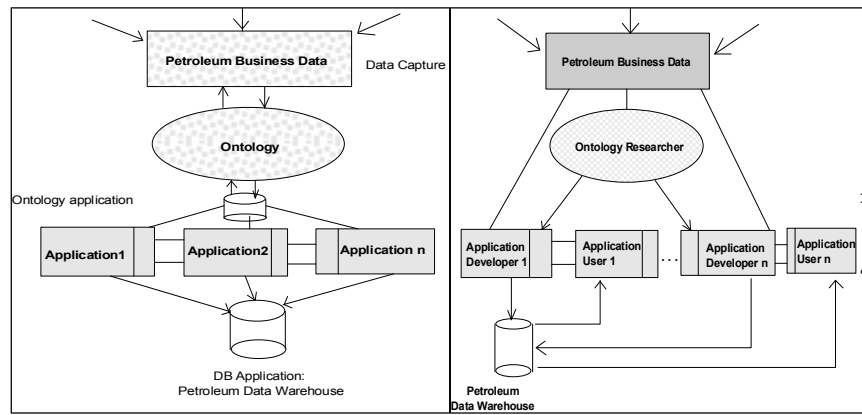 Petroleum Business Data
Data Capture
Ontology
Ontology application
Application1
Application2
Application n
DB Application:
Petroleum Data Warehouse
Petroleum Business Data
Ontology Researcher
Application
Developer 1
Application
User 1
...
Application
Developer n
Application
User n
Petroleum
Data Warehouse